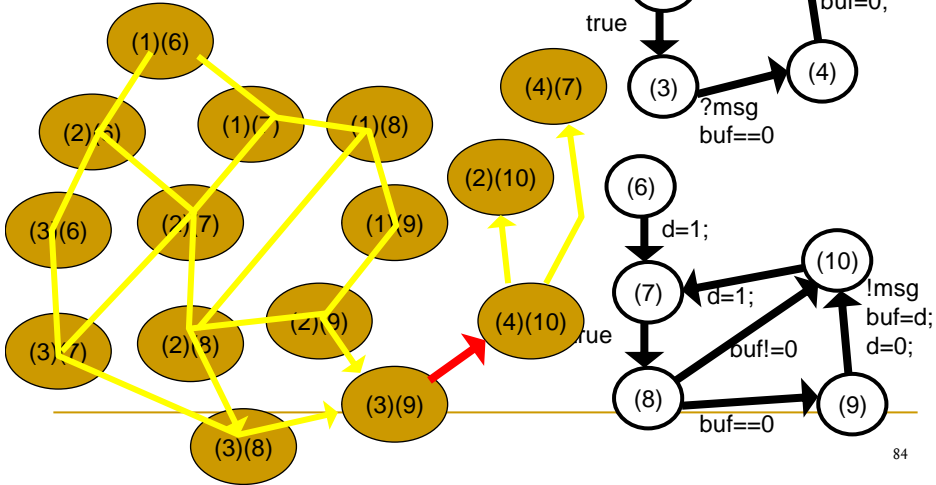 (1)(6)
(2)(6)
(1)(7)
(1)(8)
(3)(6)
(2)(7)
(1)(9)
(3)(7)
(2)(8)
(2)(9)
(3)(8)
(3)(9)
(4)(10)
(2)(10)
(4)(7)
buf=0;
true
(3)
(4)
?msg
buf==0
(6)
d=1;
(7)
(10)
d=1;
!msg
buf=d;
d=0;
rue
buf!=0
(8)
(9)
buf==0
84